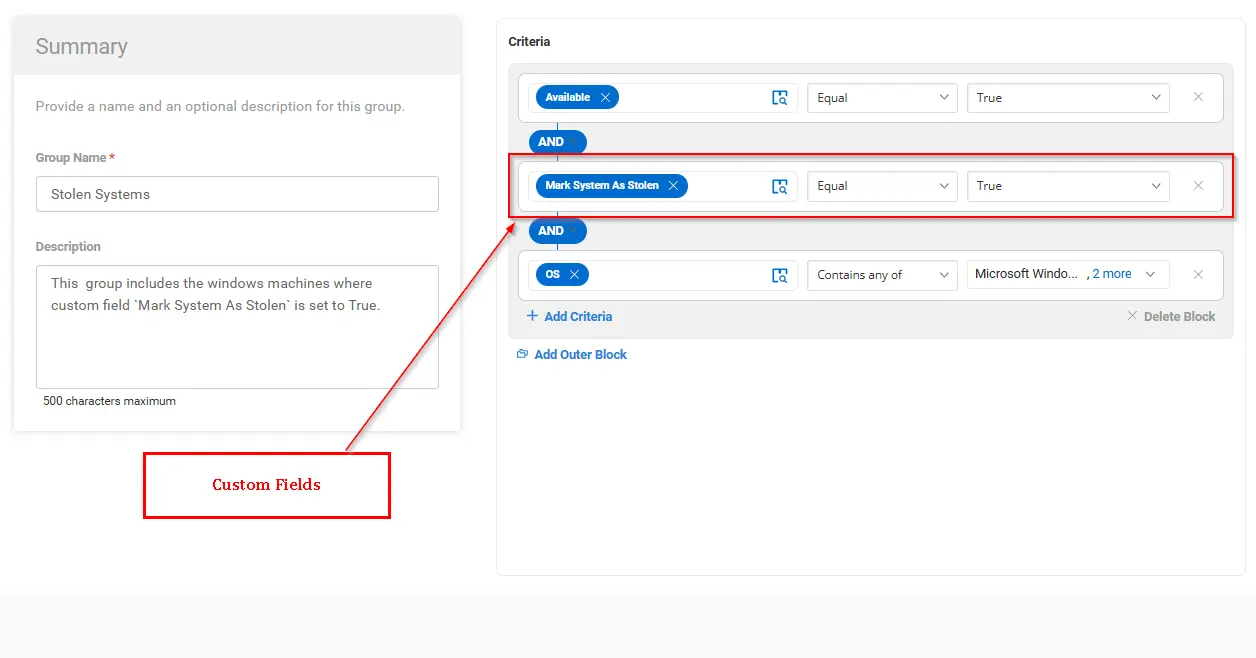 Summary
Provide a name and an optional description for this group.
Group Name *
Stolen Systems
Description
This  group includes the windows machines where
custom field `Mark System As Stolen` is set to True.
500 characters maximum
Custom Fields
Criteria
Available Equal True
AND
Mark System As Stolen Equal True
AND
OS Contains any of Microsoft Windo... , 2 more
Add Criteria Delete Block
Add Outer Block